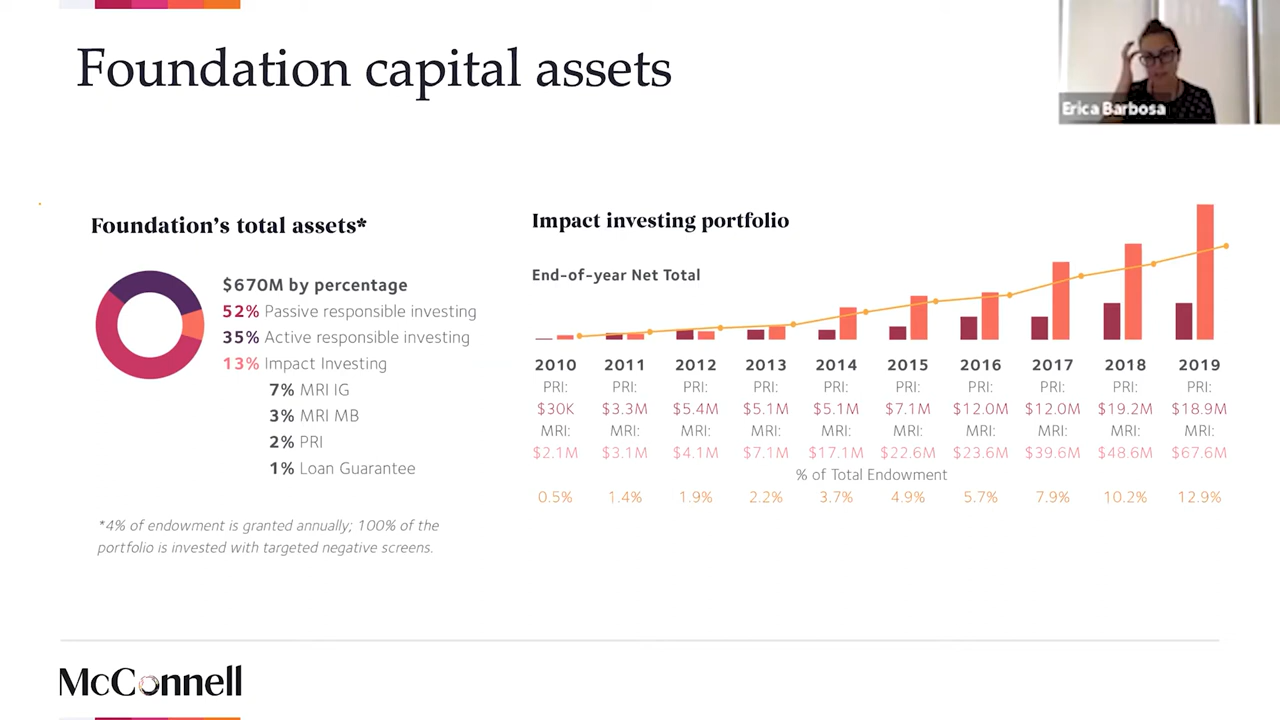 Foundation capital assets
Erica Barbosa
Foundation's total assets*
$670M by percentage
52% Passive responsible investing
35% Active responsible investing
13% Impact Investing
7% MRI IG
3% MRI MB
2% PRI
1% Loan Guarantee
*4% of endowment is granted annually; 100% of the
portfolio is invested with targeted negative screens.
Impact investing portfolio
End-of-year Net Total
2010 2011 2012 2013 2014 2015 2016 2017 2018 2019
PRI: PRI: PRI: PRI: PRI: PRI: PRI: PRI: PRI: PRI:
$30K $3.3M $5.4M $5.1M $5.1M $7.1M $12.0M $12.0M $19.2M $18.9M
MRI: MRI: MRI: MRI: MRI: MRI: MRI: MRI: MRI: MRI:
$2.1M $3.1M $4.1M $7.1M $17.1M $22.6M $23.6M $39.6M $48.6M $67.6M
% of Total Endowment
0.5% 1.4% 1.9% 2.2% 3.7% 4.9% 5.7% 7.9% 10.2% 12.9%
McConnell